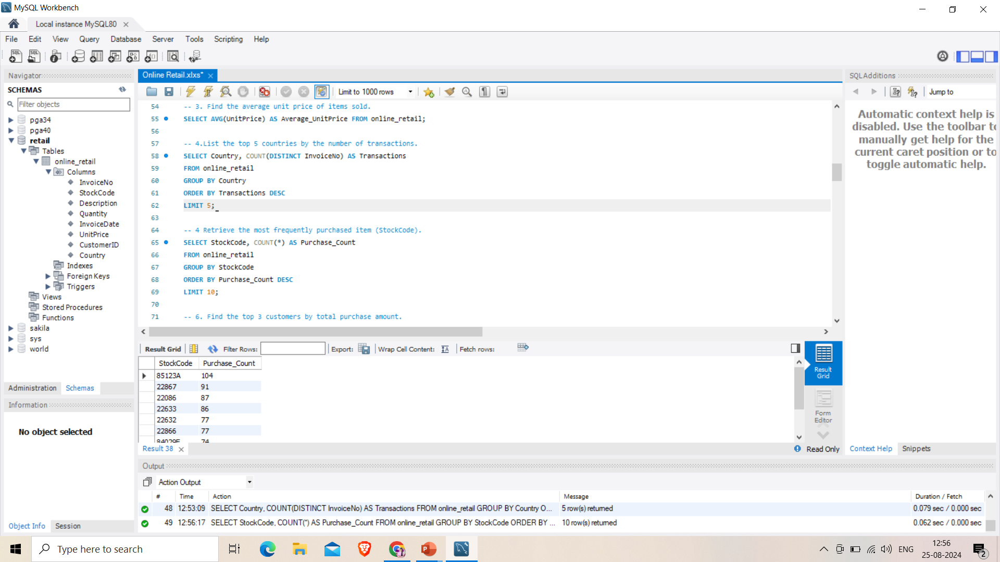 MySQL Workbench
Local instance MySQL80
File Edit View Query Database Server Tools Scripting Help
Navigator
SCHEMAS
Filter objects
pga34
pga40
retail
Tables
online_retail
Columns
InvoiceNo
StockCode
Description
Quantity
InvoiceDate
UnitPrice
CustomerID
Country
Indexes
Foreign Keys
Triggers
Views
Stored Procedures
Functions
sakila
sys
world
Administration Schemas
Information
No object selected
Object Info Session
Online Retail.xlxs*
Limit to 1000 rows
54 -- 3. Find the average unit price of items sold.
55 SELECT AVG(UnitPrice) AS Average_UnitPrice FROM online_retail;
56
57 -- 4.List the top 5 countries by the number of transactions.
58 SELECT Country, COUNT(DISTINCT InvoiceNo) AS Transactions
59 FROM online_retail
60 GROUP BY Country
61 ORDER BY Transactions DESC
62 LIMIT 5;
63
64 -- 4 Retrieve the most frequently purchased item (StockCode).
65 SELECT StockCode, COUNT(*) AS Purchase_Count
66 FROM online_retail
67 GROUP BY StockCode
68 ORDER BY Purchase_Count DESC
69 LIMIT 10;
70
71 -- 6. Find the top 3 customers by total purchase amount.
Result Grid Filter Rows: Export: Wrap Cell Content: Fetch rows:
StockCode Purchase_Count
85123A 104
22867 91
22086 87
22633 86
22632 77
22866 77
84029E 74
Result 38
Result Grid
Form Editor
Read Only
SQLAdditions
Jump to
Automatic context help is
disabled. Use the toolbar to
manually get help for the
current caret position or to
toggle automatic help.
Context Help Snippets
Output
Action Output
# Time Action Message Duration / Fetch
48 12:53:09 SELECT Country, COUNT(DISTINCT InvoiceNo) AS Transactions FROM online_retail GROUP BY Country O... 5 row(s) returned 0.079 sec / 0.000 sec
49 12:56:17 SELECT StockCode, COUNT(*) AS Purchase_Count FROM online_retail GROUP BY StockCode ORDER BY ... 10 row(s) returned 0.062 sec / 0.000 sec
Type here to search
ENG
12:56
25-08-2024
2